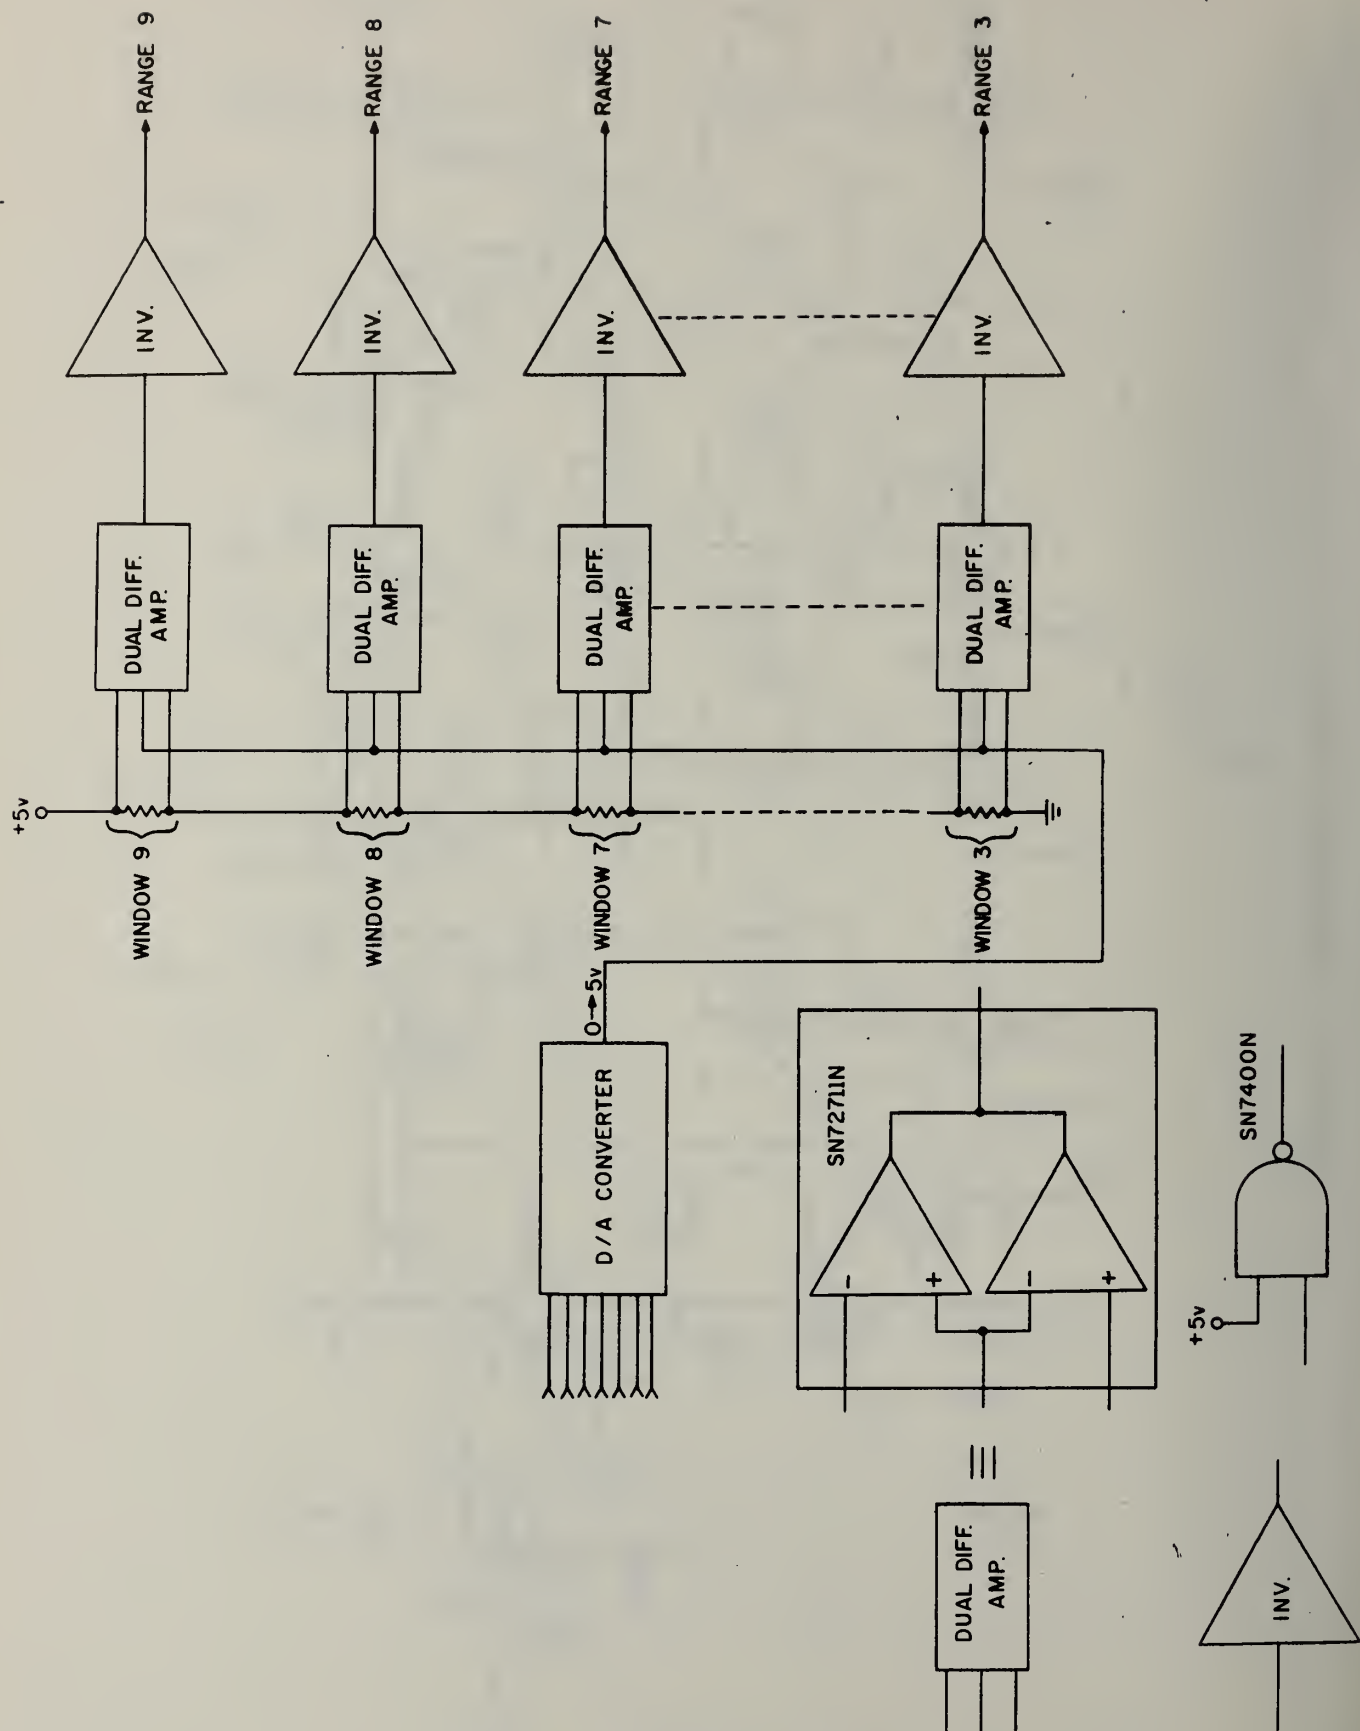 +5v
WINDOW 9
DUAL DIFF.
AMP.
INV.
RANGE 9
WINDOW 8
DUAL DIFF.
AMP.
INV.
RANGE 8
D/A CONVERTER
0→5v
WINDOW 7
DUAL DIFF.
AMP.
INV.
RANGE 7
WINDOW 3
DUAL DIFF.
AMP.
INV.
RANGE 3
DUAL DIFF.
AMP.
≡
SN72711N
−
+
−
+
INV.
+5v
SN7400N